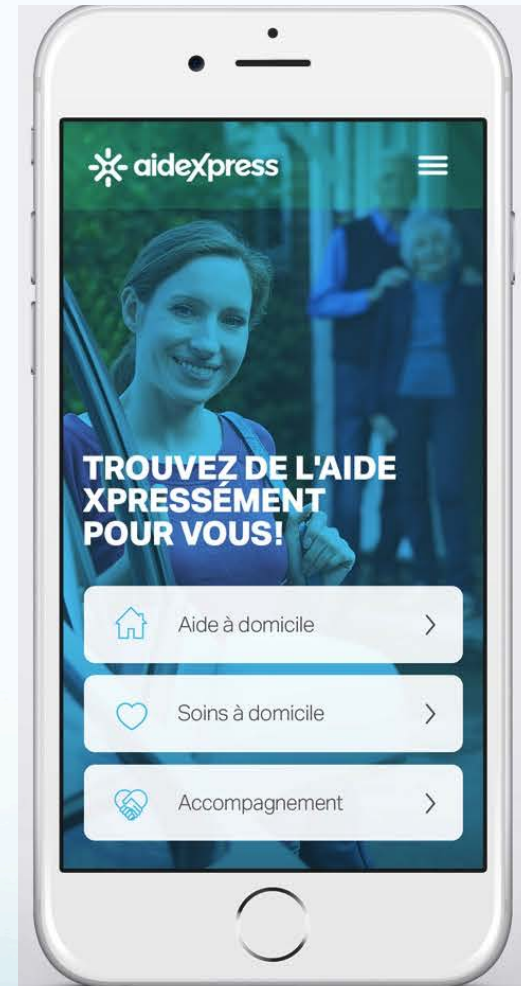 aideXpress
TROUVEZ DE L'AIDE
XPRESSÉMENT
POUR VOUS!
Aide à domicile
Soins à domicile
Accompagnement